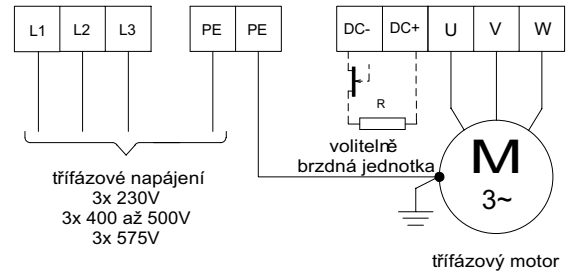 L1 L2 L3 PE PE DC- DC+ U V W
R
volitelně
brzdná jednotka
M
3~
třífázové napájení
3x 230V
3x 400 až 500V
3x 575V
třífázový motor